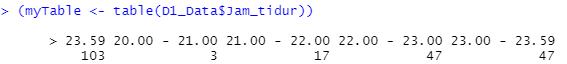 > (myTable <- table(D1_Data$Jam_tidur))
> 23.59 20.00 - 21.00 21.00 - 22.00 22.00 - 23.00 23.00 - 23.59
103 3 17 47 47